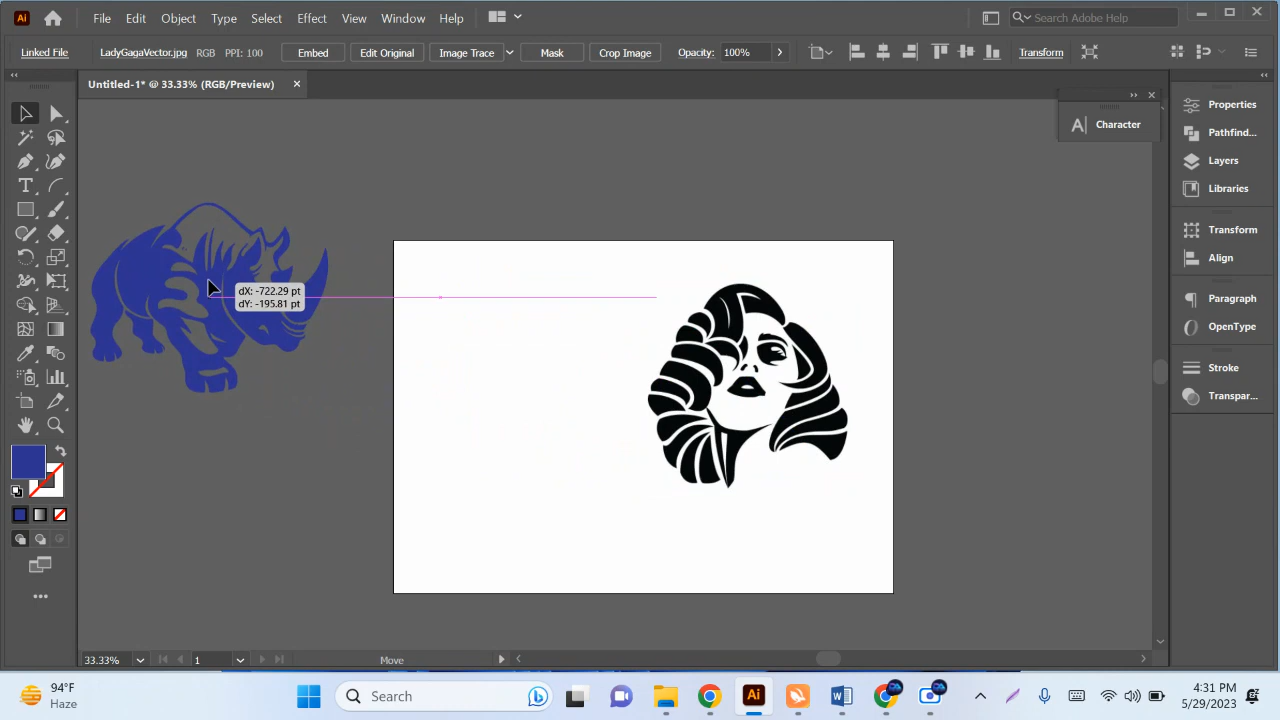 Ai File Edit Object Type Select Effect View Window Help Search Adobe Help
Linked File LadyGagaVector.jpg RGB PPI: 100 Embed Edit Original Image Trace Mask Crop Image Opacity: 100% Transform
Untitled-1* @ 33.33% (RGB/Preview)
Character
Properties
Pathfind...
Layers
Libraries
Transform
Align
Paragraph
OpenType
Stroke
Transpar...
dX: -722.29 pt
dY: -195.81 pt
33.33% 1 Move
94°F
Haze
Search
Ai
4:31 PM
5/29/2023